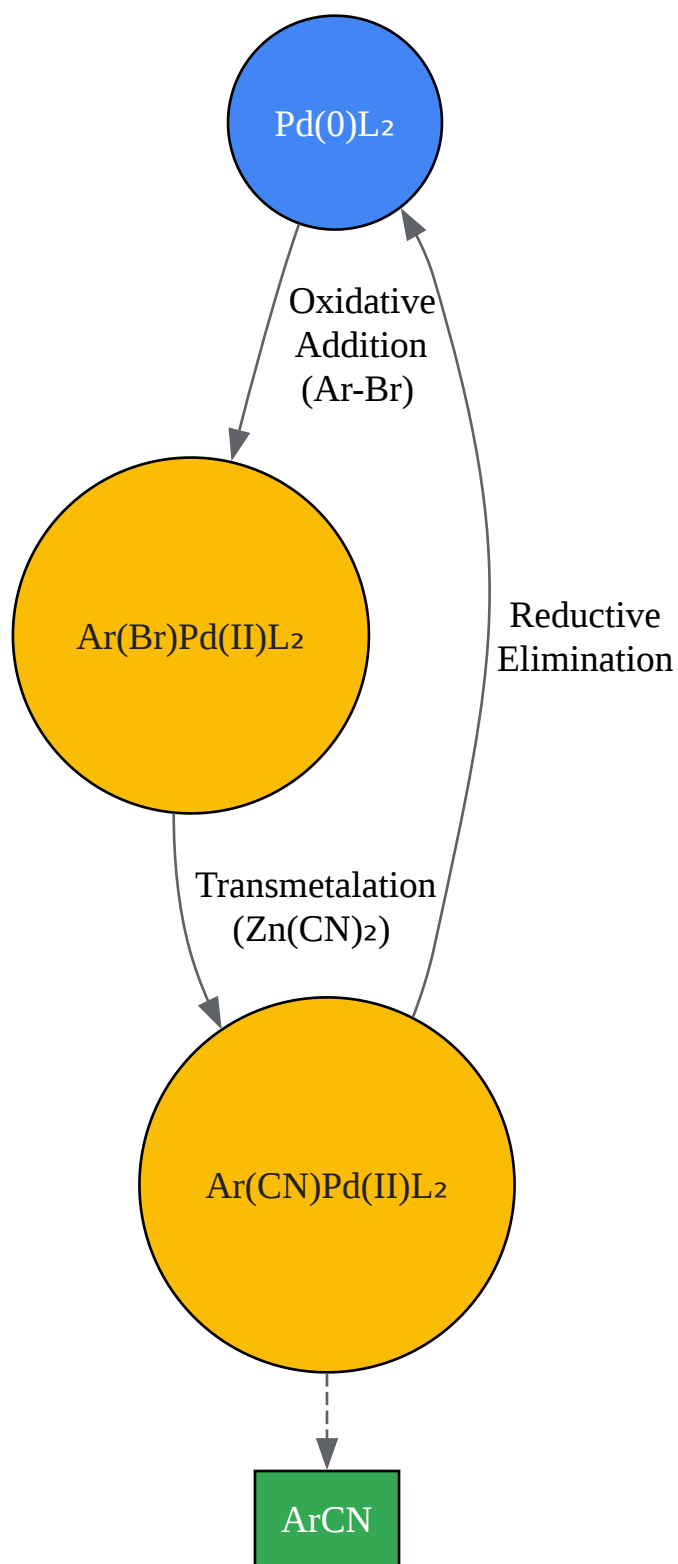 Pd(0)L₂
Oxidative
Addition
(Ar-Br)
Ar(Br)Pd(II)L₂
Reductive
Elimination
Transmetalation
(Zn(CN)₂)
Ar(CN)Pd(II)L₂
ArCN